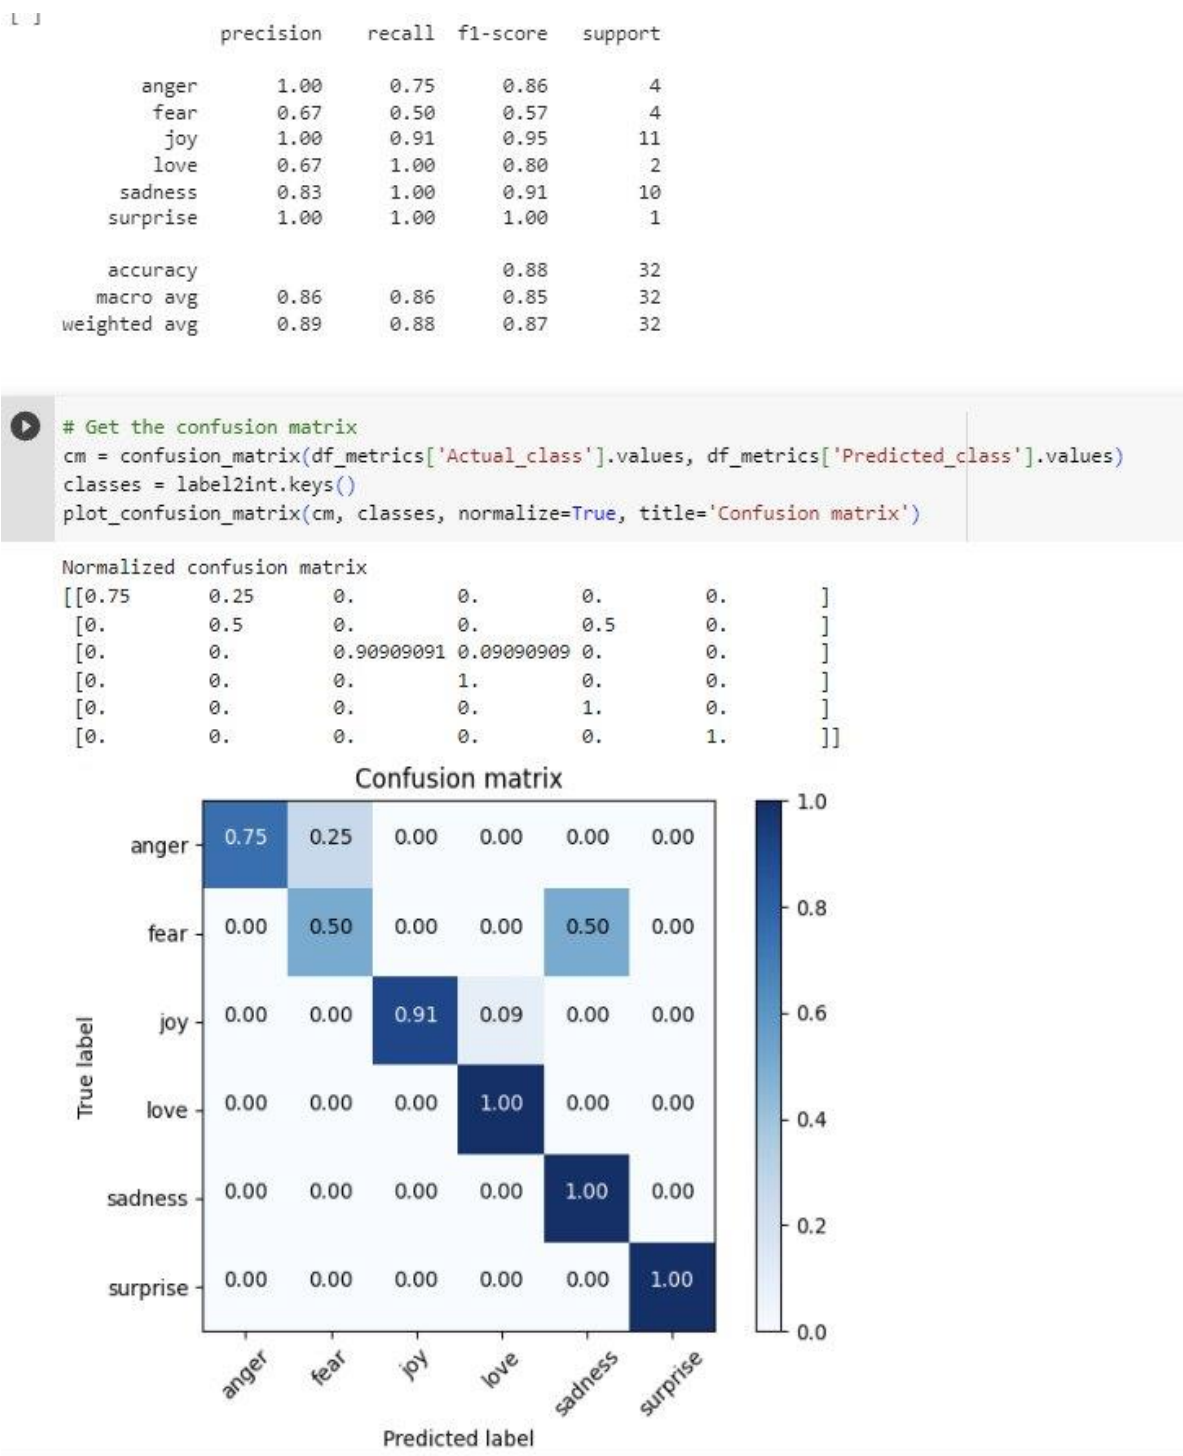 [ ]
precision recall f1-score support
anger 1.00 0.75 0.86 4
fear 0.67 0.50 0.57 4
joy 1.00 0.91 0.95 11
love 0.67 1.00 0.80 2
sadness 0.83 1.00 0.91 10
surprise 1.00 1.00 1.00 1
accuracy 0.88 32
macro avg 0.86 0.86 0.85 32
weighted avg 0.89 0.88 0.87 32
# Get the confusion matrix
cm = confusion_matrix(df_metrics['Actual_class'].values, df_metrics['Predicted_class'].values)
classes = label2int.keys()
plot_confusion_matrix(cm, classes, normalize=True, title='Confusion matrix')
Normalized confusion matrix
[[0.75 0.25 0. 0. 0. 0. ]
[0. 0.5 0. 0. 0.5 0. ]
[0. 0. 0.90909091 0.09090909 0. 0. ]
[0. 0. 0. 1. 0. 0. ]
[0. 0. 0. 0. 1. 0. ]
[0. 0. 0. 0. 0. 1. ]]
Confusion matrix
True label
anger 0.75 0.25 0.00 0.00 0.00 0.00
fear 0.00 0.50 0.00 0.00 0.50 0.00
joy 0.00 0.00 0.91 0.09 0.00 0.00
love 0.00 0.00 0.00 1.00 0.00 0.00
sadness 0.00 0.00 0.00 0.00 1.00 0.00
surprise 0.00 0.00 0.00 0.00 0.00 1.00
anger fear joy love sadness surprise
Predicted label
1.0
0.8
0.6
0.4
0.2
0.0